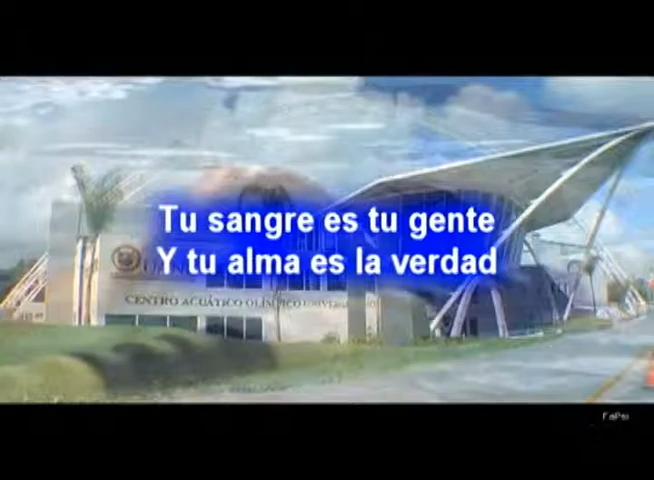 Tu sangre es tu gente
Y tu alma es la verdad
CENTRO ACUÁTICO OLÍMPICO